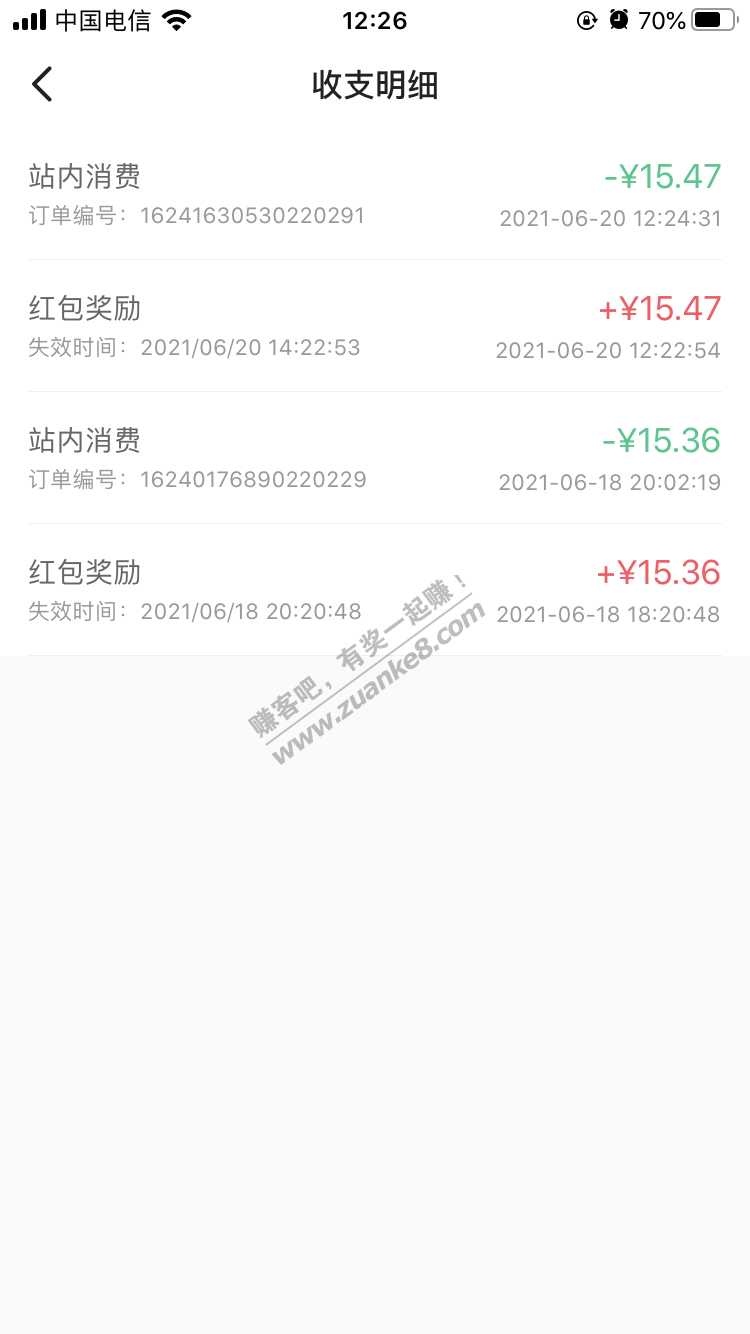 中国电信 12:26 70%
收支明细
站内消费 -¥15.47
订单编号：16241630530220291 2021-06-20 12:24:31
红包奖励 +¥15.47
失效时间：2021/06/20 14:22:53 2021-06-20 12:22:54
站内消费 -¥15.36
订单编号：16240176890220229 2021-06-18 20:02:19
红包奖励 +¥15.36
失效时间：2021/06/18 20:20:48 2021-06-18 18:20:48
赚客吧，有奖一起赚！
www.zuanke8.com